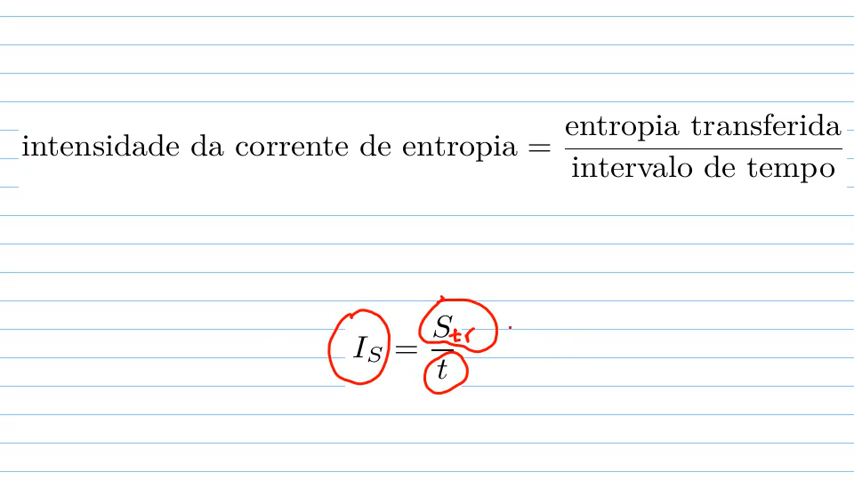 intensidade da corrente de entropia = entropia transferida / intervalo de tempo
I_S = S_tr / t